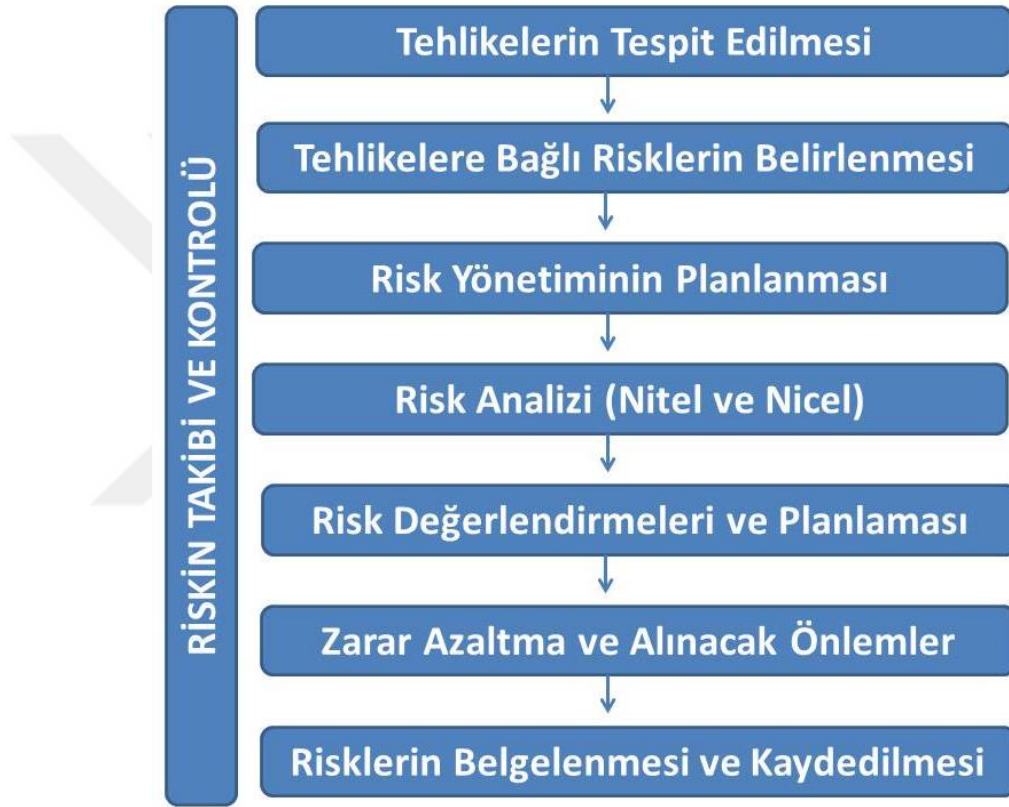 RİSKİN TAKİBİ VE KONTROLÜ
Tehlikelerin Tespit Edilmesi
Tehlikelere Bağlı Risklerin Belirlenmesi
Risk Yönetiminin Planlanması
Risk Analizi (Nitel ve Nicel)
Risk Değerlendirmeleri ve Planlaması
Zarar Azaltma ve Alınacak Önlemler
Risklerin Belgelenmesi ve Kaydedilmesi